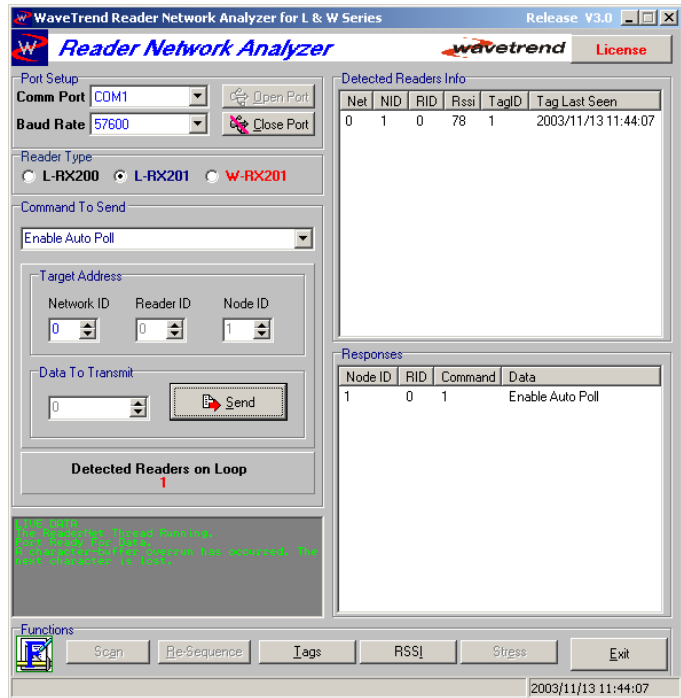 WaveTrend Reader Network Analyzer for L & W Series Release V3.0
Reader Network Analyzer wavetrend License
Port Setup
Comm Port COM1 Open Port
Baud Rate 57600 Close Port
Reader Type
L-RX200 L-RX201 W-RX201
Command To Send
Enable Auto Poll
Target Address
Network ID Reader ID Node ID
0 0 1
Data To Transmit
0 Send
Detected Readers on Loop
1
LIVE DATA
The ReaderNet Thread Running.
Port Ready For Data.
A character-buffer overrun has occurred. The
next character is lost.
Detected Readers Info
Net NID RID Rssi TagID Tag Last Seen
0 1 0 78 1 2003/11/13 11:44:07
Responses
Node ID RID Command Data
1 0 1 Enable Auto Poll
Functions
Scan Re-Sequence Tags RSSI Stress Exit
2003/11/13 11:44:07